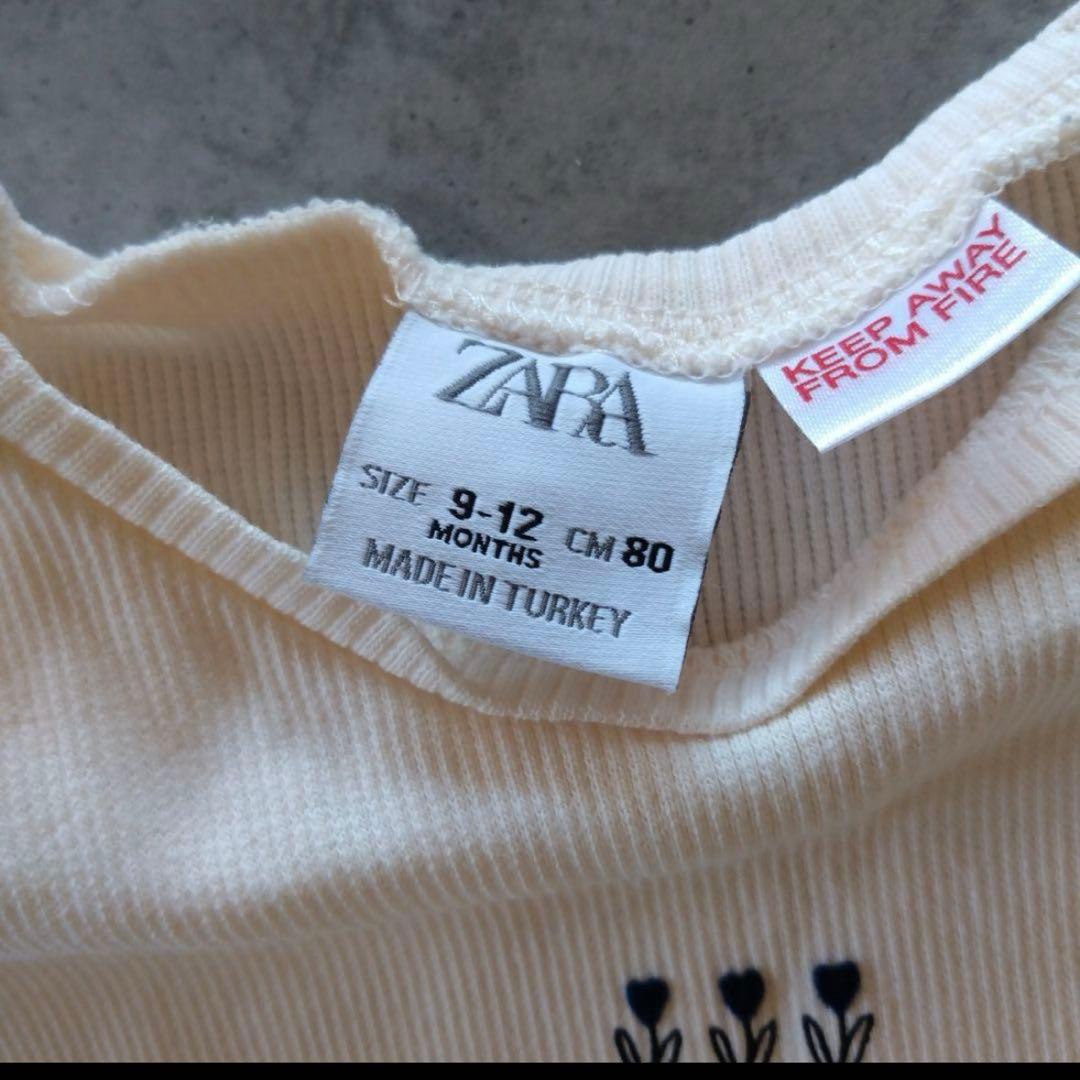 ZARA
SIZE 9-12 CM 80
MONTHS
MADE IN TURKEY
KEEP AWAY
FROM FIRE